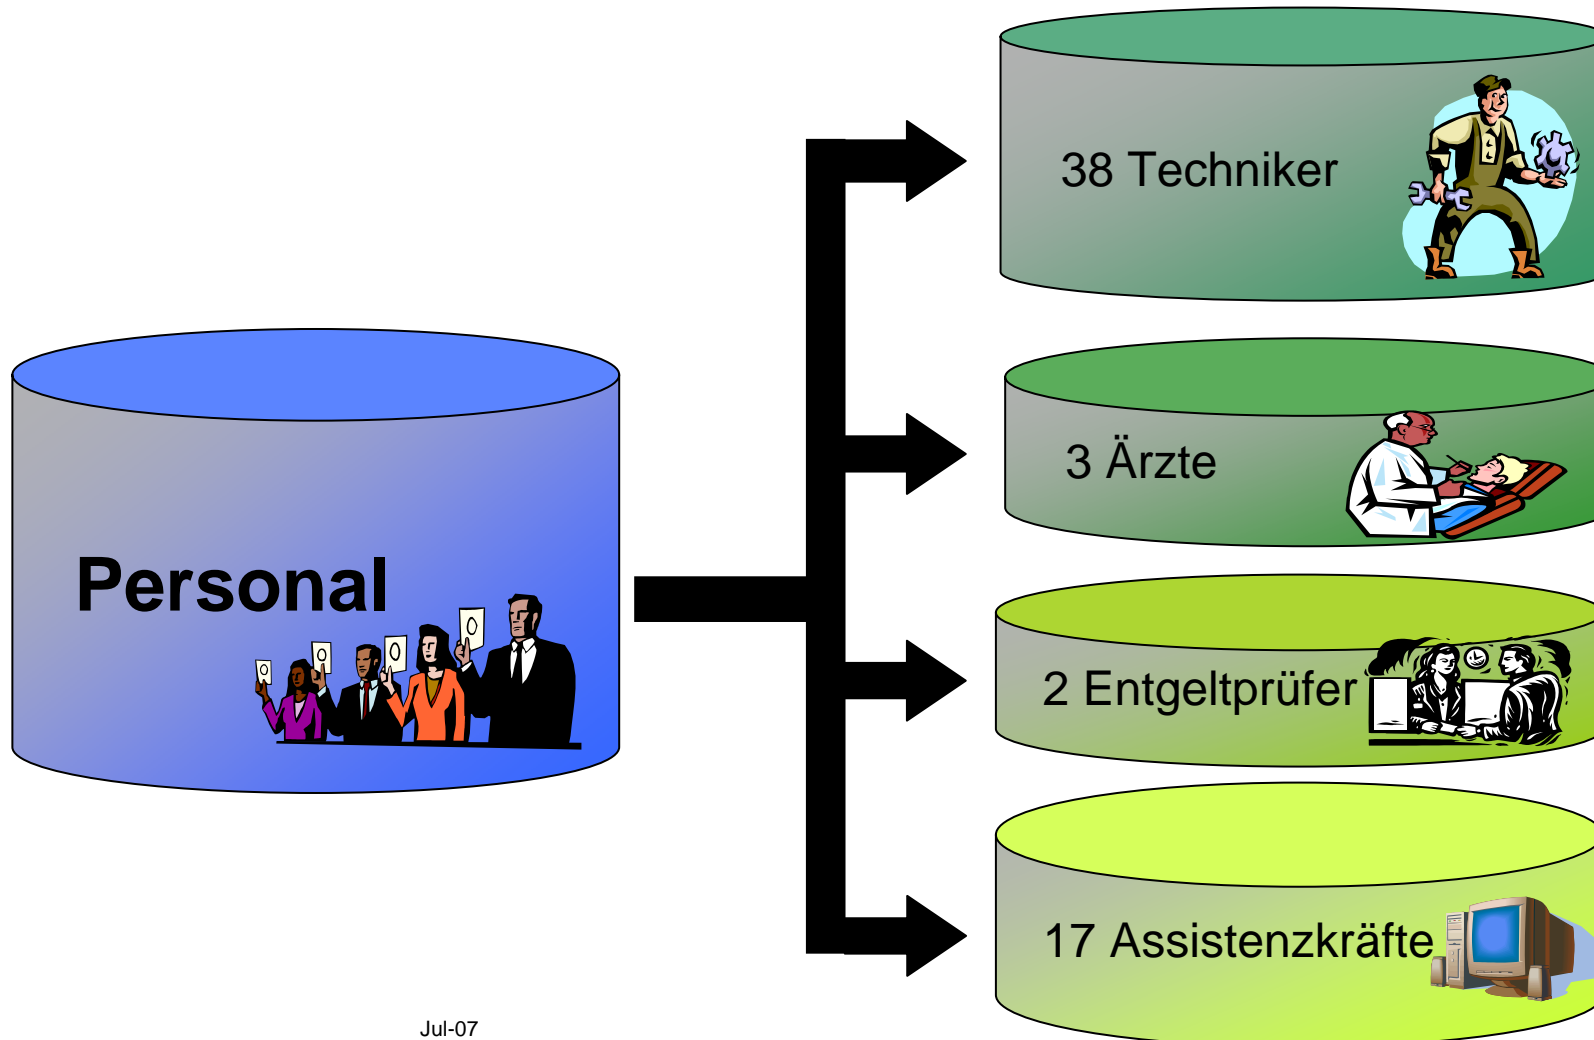 Personal
38 Techniker
3 Ärzte
2 Entgeltprüfer
17 Assistenzkräfte
Jul-07